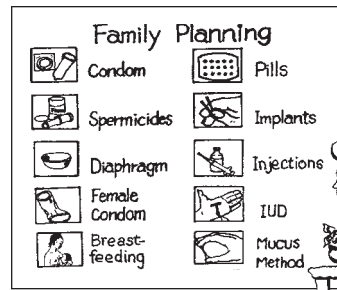 Family Planning
Condom
Pills
Spermicides
Implants
Diaphragm
Injections
Female
Condom
IUD
Breast-
feeding
Mucus
Method